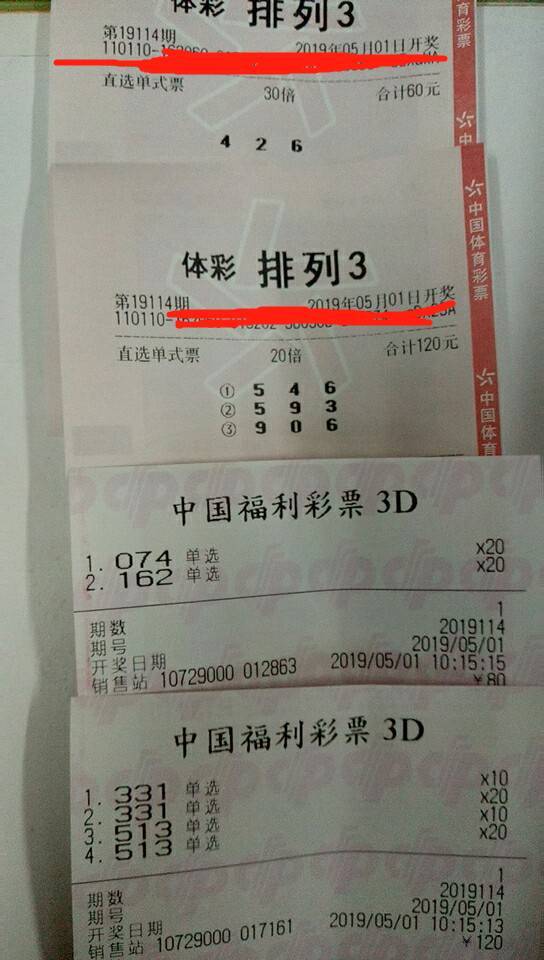 体彩 排列3
第19114期
110110- 2019年05月01日开奖
直选单式票 30倍 合计60元
4 2 6
中国体育彩票
体彩 排列3
第19114期
110110- 2019年05月01日开奖
直选单式票 20倍 合计120元
① 5 4 6
② 5 9 3
③ 9 0 6
中国体育彩票
中国体育
中国福利彩票 3D
1. 074 单选 x20
2. 162 单选 x20
期数 1
期号 2019114
开奖日期 2019/05/01
销售站 10729000 012863 2019/05/01 10:15:15
¥80
中国福利彩票 3D
1. 331 单选 x10
2. 331 单选 x20
3. 513 单选 x10
4. 513 单选 x20
期数 1
期号 2019114
开奖日期 2019/05/01
销售站 10729000 017161 2019/05/01 10:15:13
¥120